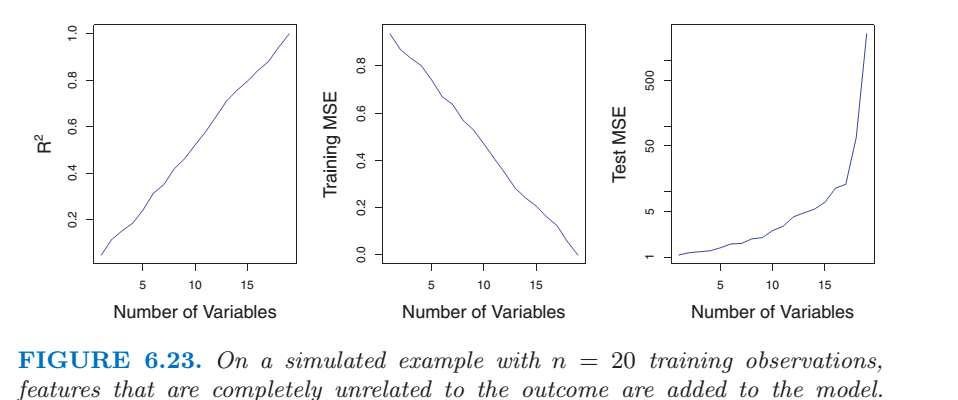 R²
0.2 0.4 0.6 0.8 1.0
5 10 15
Number of Variables
Training MSE
0.0 0.2 0.4 0.6 0.8
5 10 15
Number of Variables
Test MSE
1 5 50 500
5 10 15
Number of Variables
FIGURE 6.23. On a simulated example with n = 20 training observations,
features that are completely unrelated to the outcome are added to the model.